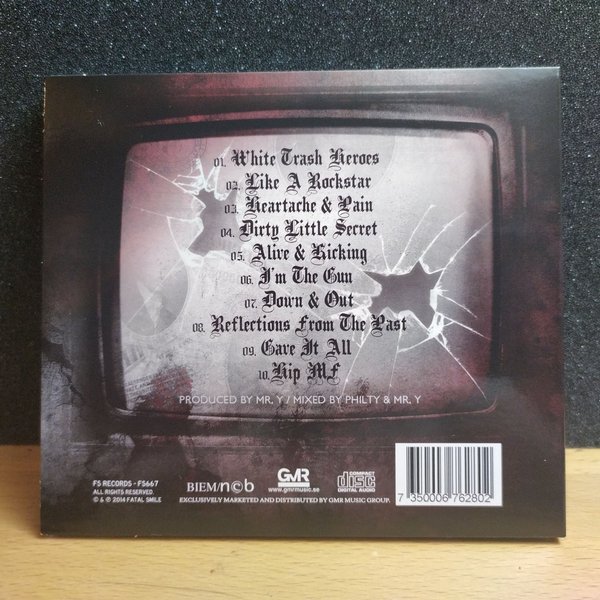 01. White Trash Heroes
02. Like A Rockstar
03. Heartache & Pain
04. Dirty Little Secret
05. Alive & Kicking
06. I'm The Gun
07. Down & Out
08. Reflections From The Past
09. Gave It All
10. Rip MF
PRODUCED BY MR. Y / MIXED BY PHILTY & MR. Y
FS RECORDS - FS667
ALL RIGHTS RESERVED.
© & ℗ 2014 FATAL SMILE
BIEM/n©b
GMR
www.gmrmusic.se
COMPACT
disc
DIGITAL AUDIO
EXCLUSIVELY MARKETED AND DISTRIBUTED BY GMR MUSIC GROUP.
7 350006 762802